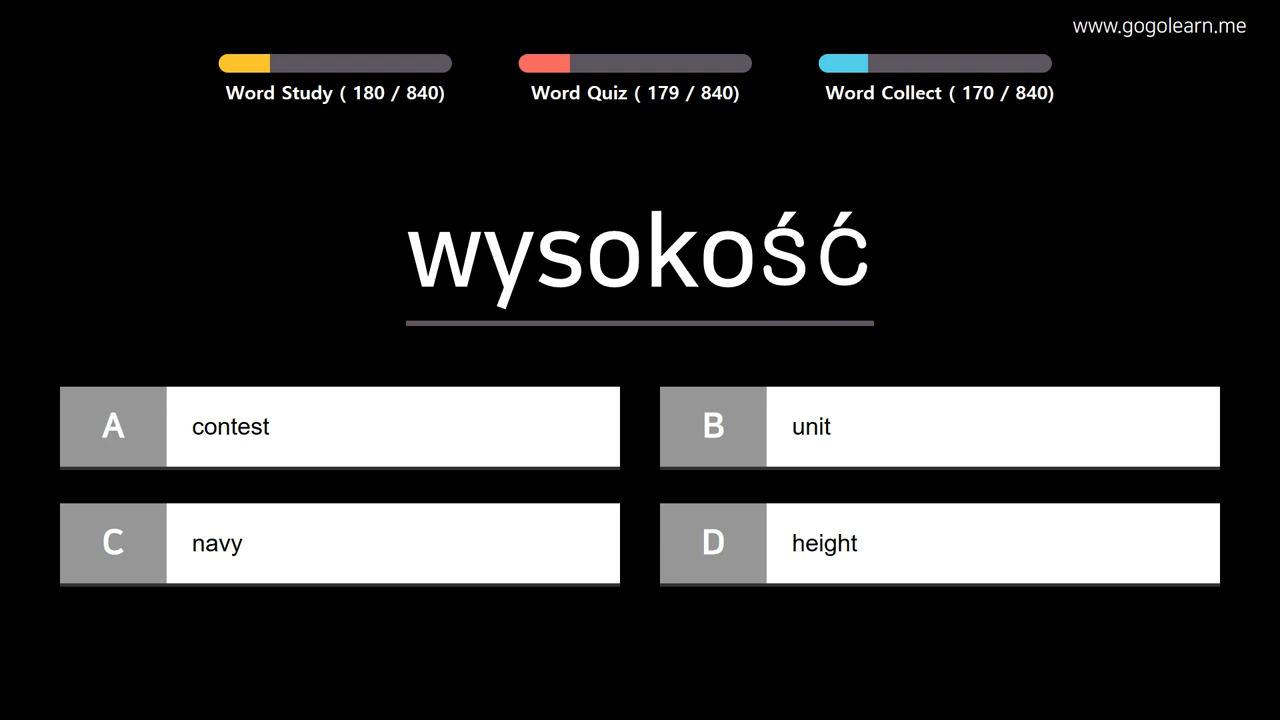 www.gogolearn.me
Word Study ( 180 / 840)
Word Quiz ( 179 / 840)
Word Collect ( 170 / 840)
wysokość
A contest
B unit
C navy
D height